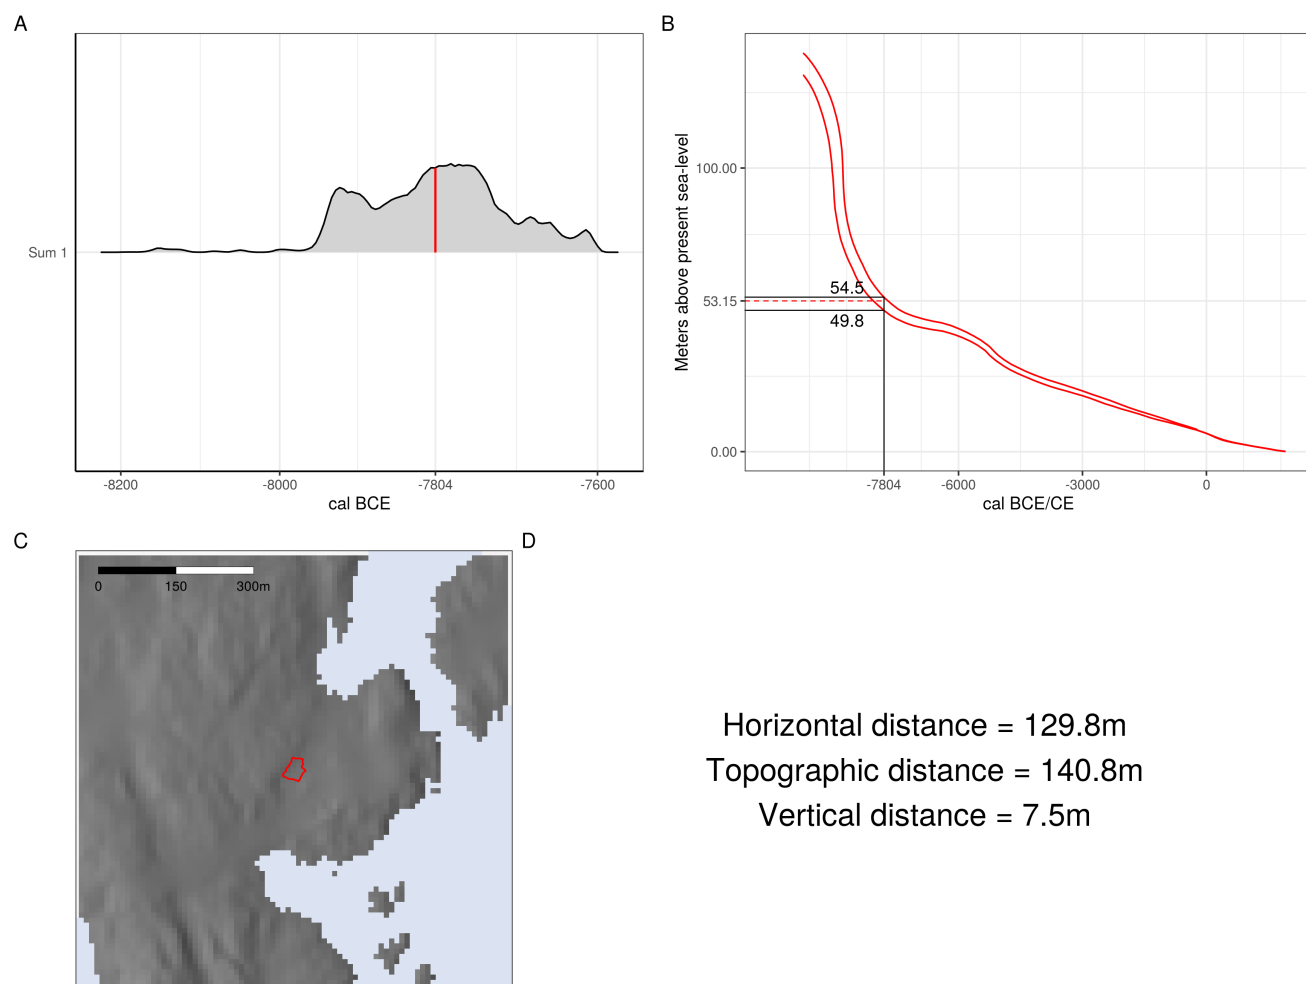 A
Sum 1
-8200
-8000
-7804
-7600
cal BCE
B
Meters above present sea-level
100.00
53.15
0.00
54.5
49.8
-7804
-6000
-3000
0
cal BCE/CE
C
0
150
300m
D
Horizontal distance = 129.8m
Topographic distance = 140.8m
Vertical distance = 7.5m